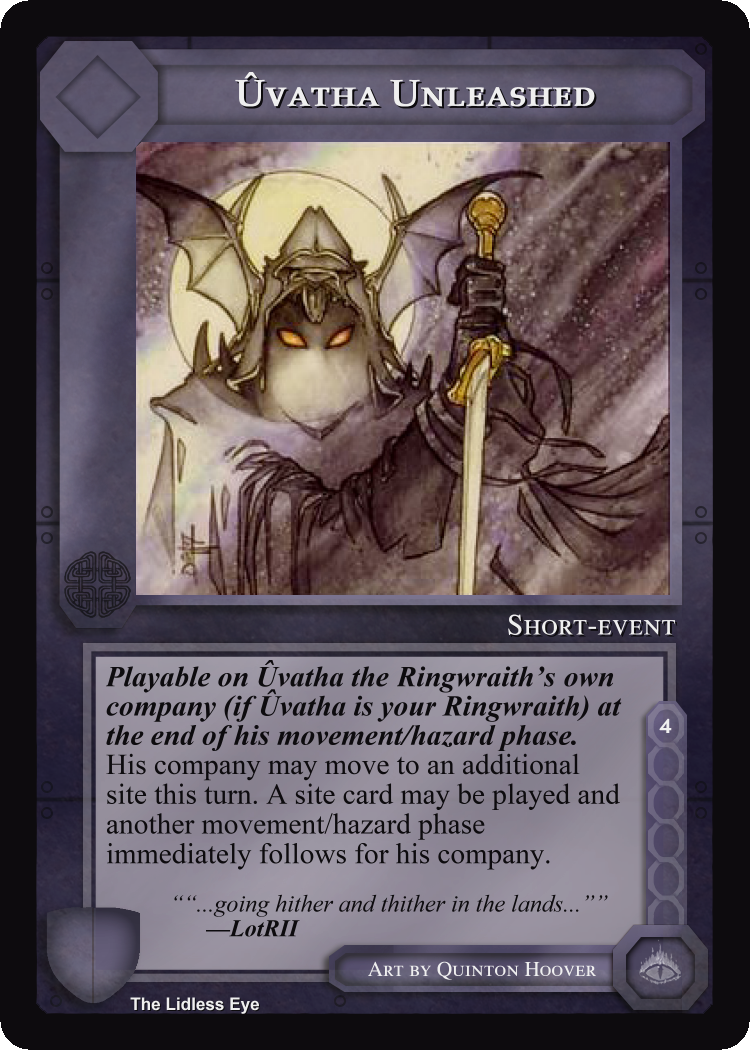 Ûvatha Unleashed
Short-event
Playable on Ûvatha the Ringwraith's own
company (if Ûvatha is your Ringwraith) at
the end of his movement/hazard phase.
His company may move to an additional
site this turn. A site card may be played and
another movement/hazard phase
immediately follows for his company.
4
““...going hither and thither in the lands...””
—LotRII
Art by Quinton Hoover
The Lidless Eye